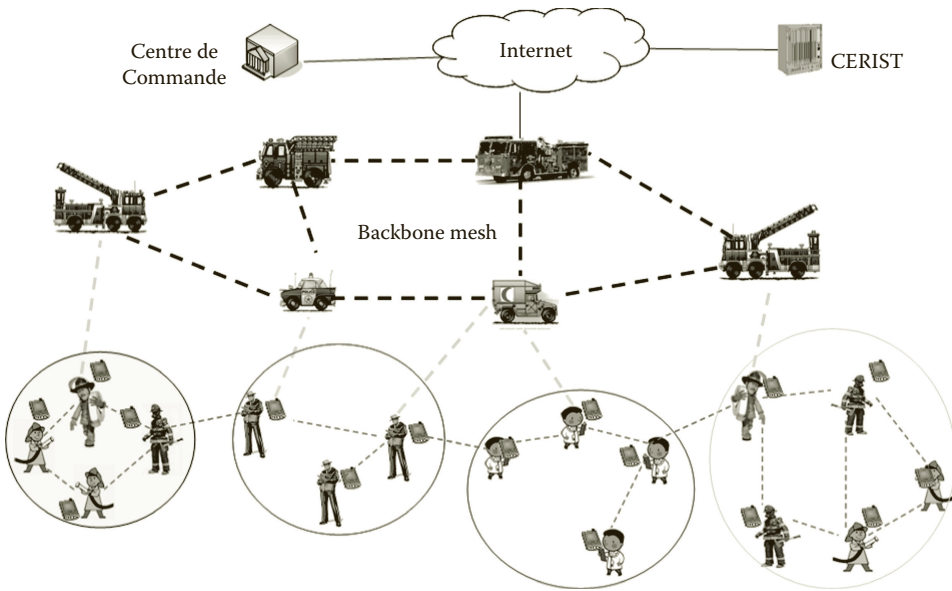 Centre de
Commande
Internet
CERIST
Backbone mesh